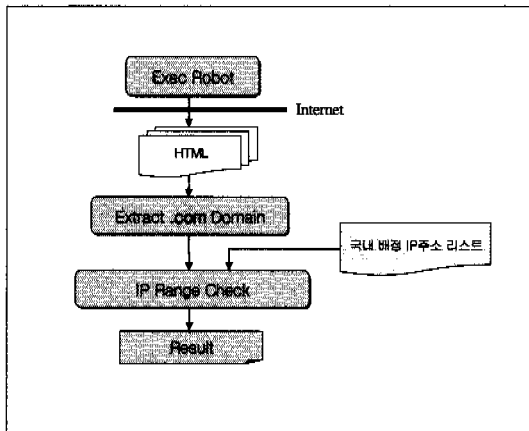 Exec Robot
Internet
HTML
Extract .com Domain
국내 배정 IP주소 리스트
IP Range Check
Result